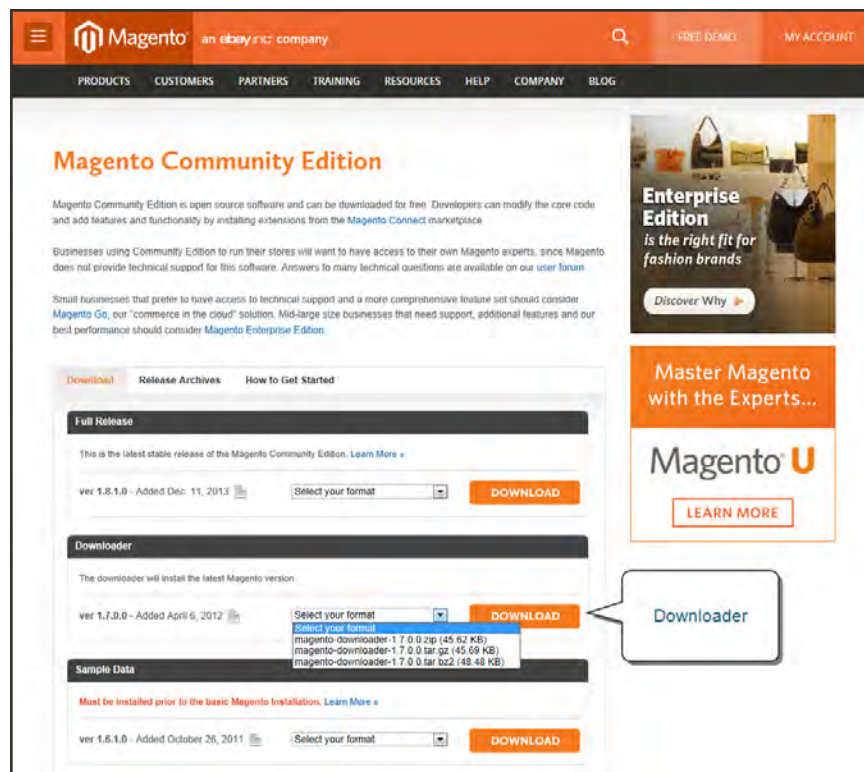 Magento an ebay inc company
FREE DEMO MY ACCOUNT
PRODUCTS CUSTOMERS PARTNERS TRAINING RESOURCES HELP COMPANY BLOG
Magento Community Edition
Magento Community Edition is open source software and can be downloaded for free. Developers can modify the core code
and add features and functionality by installing extensions from the Magento Connect marketplace
Businesses using Community Edition to run their stores will want to have access to their own Magento experts, since Magento
does not provide technical support for this software. Answers to many technical questions are available on our user forum.
Small businesses that prefer to have access to technical support and a more comprehensive feature set should consider
Magento Go, our "commerce in the cloud" solution. Mid-large size businesses that need support, additional features and our
best performance should consider Magento Enterprise Edition.
Enterprise
Edition
is the right fit for
fashion brands
Discover Why
Master Magento
with the Experts...
Magento U
LEARN MORE
Download Release Archives How to Get Started
Full Release
This is the latest stable release of the Magento Community Edition. Learn More »
ver 1.8.1.0 - Added Dec. 11, 2013 Select your format DOWNLOAD
Downloader
The downloader will install the latest Magento version
ver 1.7.0.0 - Added April 6, 2012 Select your format DOWNLOAD
Select your format
magento-downloader-1.7.0.0.zip (45.62 KB)
magento-downloader-1.7.0.0.tar.gz (45.69 KB)
magento-downloader-1.7.0.0.tar.bz2 (48.48 KB)
Downloader
Sample Data
Must be installed prior to the basic Magento Installation. Learn More »
ver 1.6.1.0 - Added October 26, 2011 Select your format DOWNLOAD